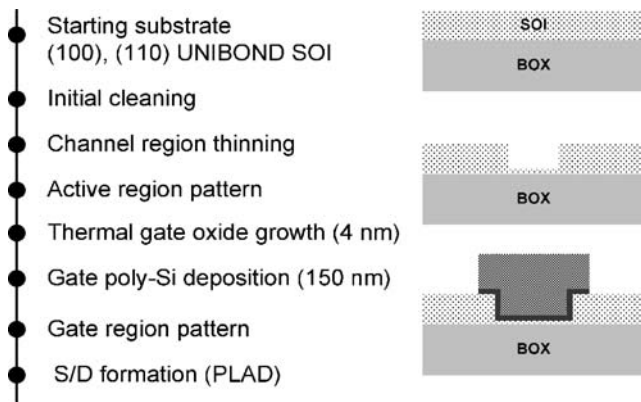 Starting substrate
(100), (110) UNIBOND SOI
Initial cleaning
Channel region thinning
Active region pattern
Thermal gate oxide growth (4 nm)
Gate poly-Si deposition (150 nm)
Gate region pattern
S/D formation (PLAD)
SOI
BOX
BOX
BOX